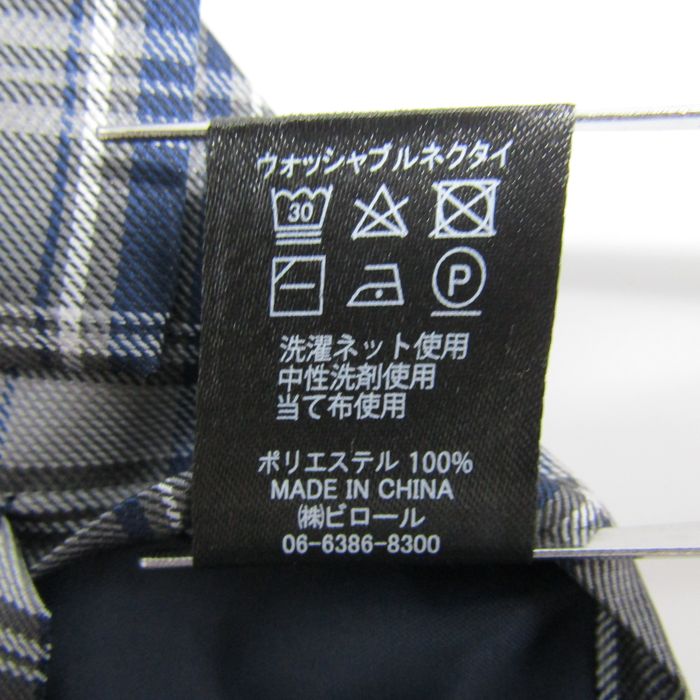 ウォッシャブルネクタイ
30
P
洗濯ネット使用
中性洗剤使用
当て布使用
ポリエステル 100%
MADE IN CHINA
㈱ビロール
06-6386-8300